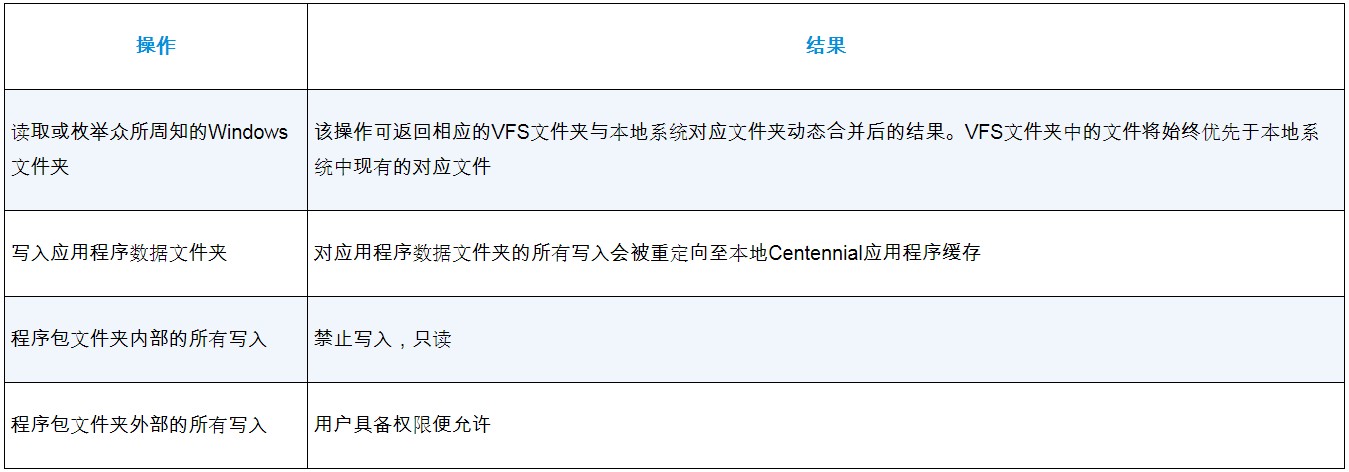 操作
结果
读取或枚举众所周知的Windows
文件夹
该操作可返回相应的VFS文件夹与本地系统对应文件夹动态合并后的结果。VFS文件夹中的文件将始终优先于本地系
统中现有的对应文件
写入应用程序数据文件夹
对应用程序数据文件夹的所有写入会被重定向至本地Centennial应用程序缓存
程序包文件夹内部的所有写入
禁止写入，只读
程序包文件夹外部的所有写入
用户具备权限便允许